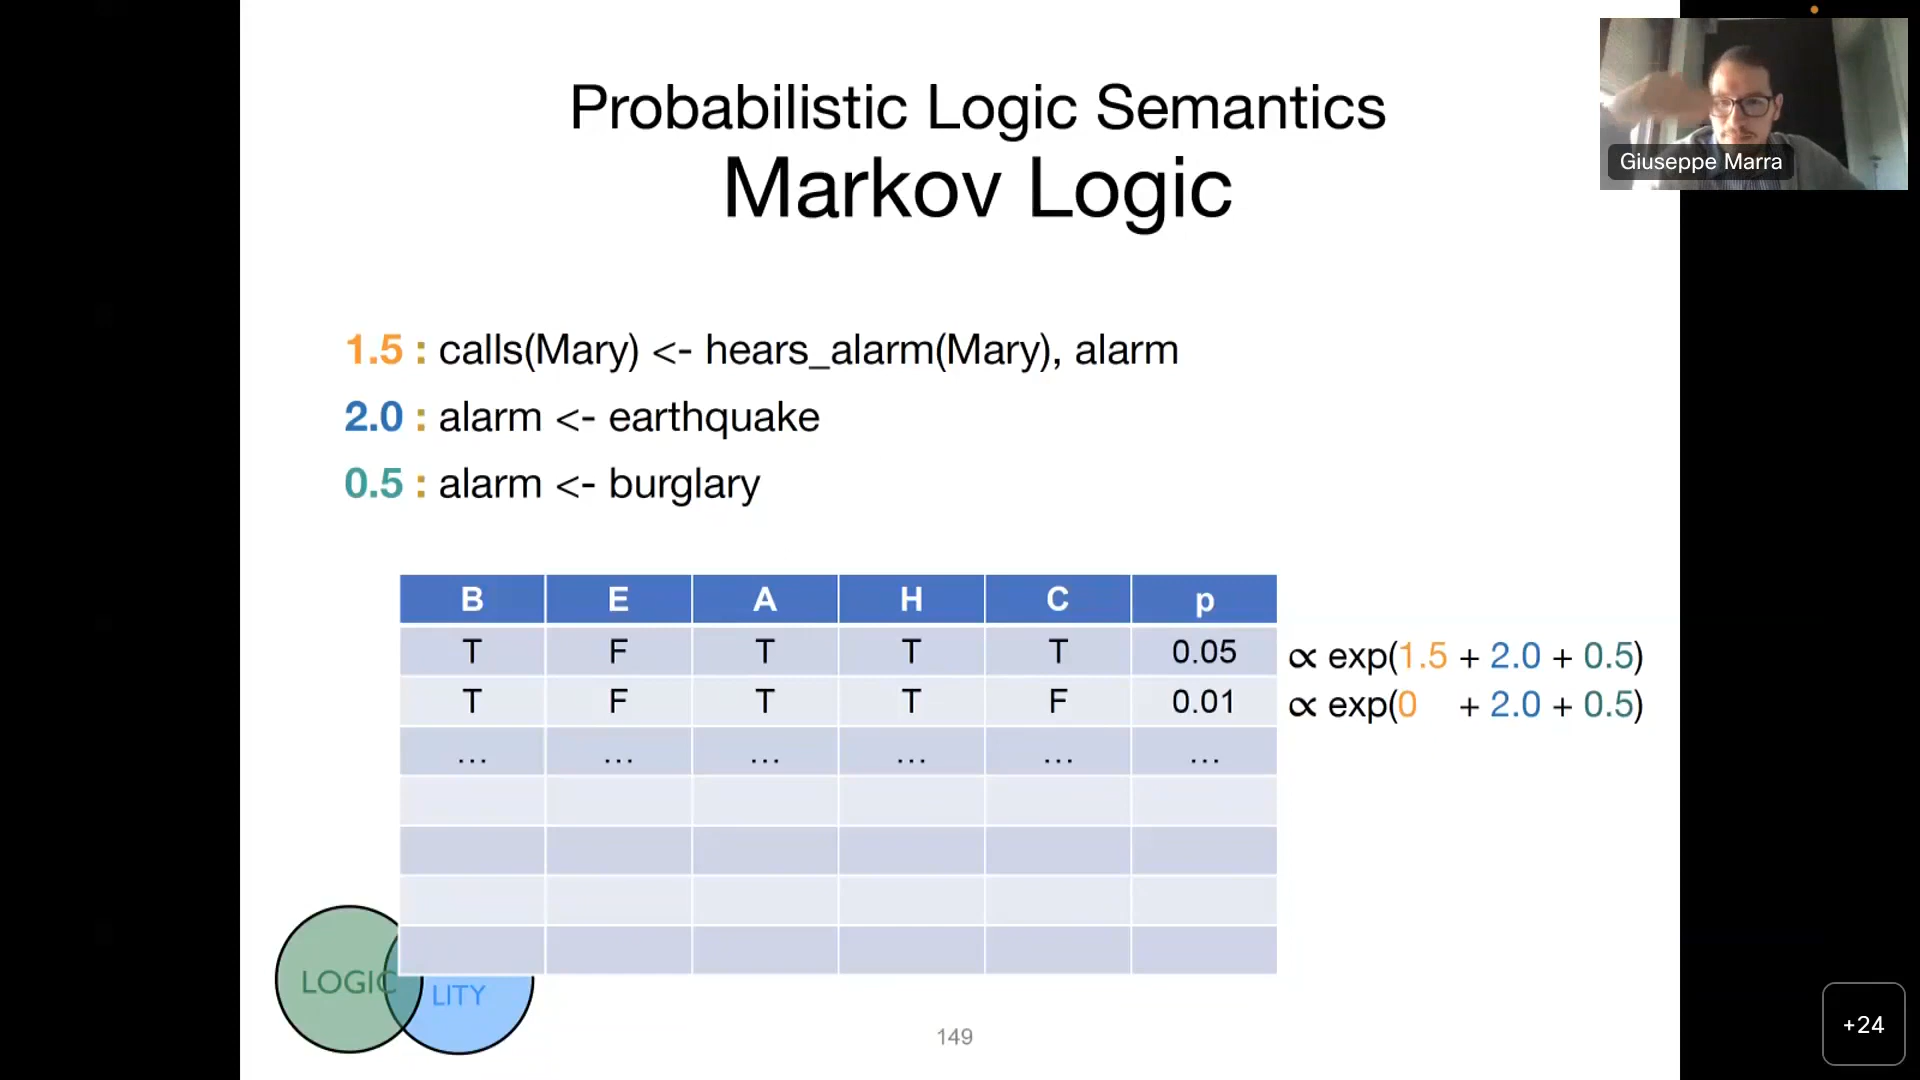 Probabilistic Logic Semantics
Markov Logic
Giuseppe Marra
1.5 : calls(Mary) <- hears_alarm(Mary), alarm
2.0 : alarm <- earthquake
0.5 : alarm <- burglary
B E A H C p
T F T T T 0.05 ∝ exp(1.5 + 2.0 + 0.5)
T F T T F 0.01 ∝ exp(0 + 2.0 + 0.5)
... ... ... ... ... ...
LOGIC LITY
149
+24